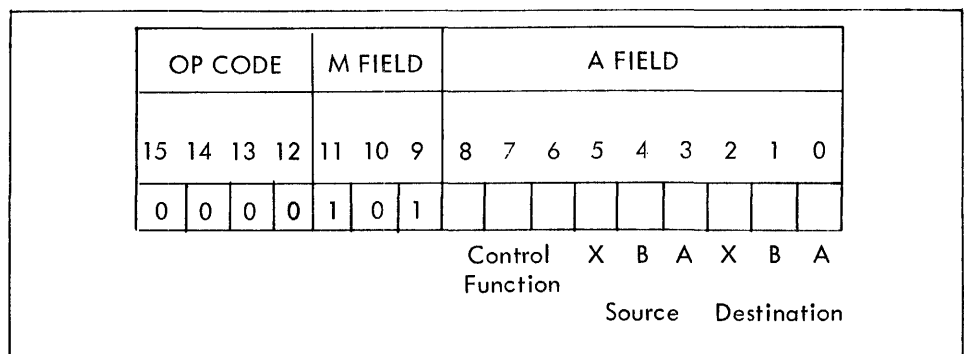 OP CODE M FIELD A FIELD
15 14 13 12 11 10 9 8 7 6 5 4 3 2 1 0
0 0 0 0 1 0 1
Control X B A X B A
Function
Source Destination